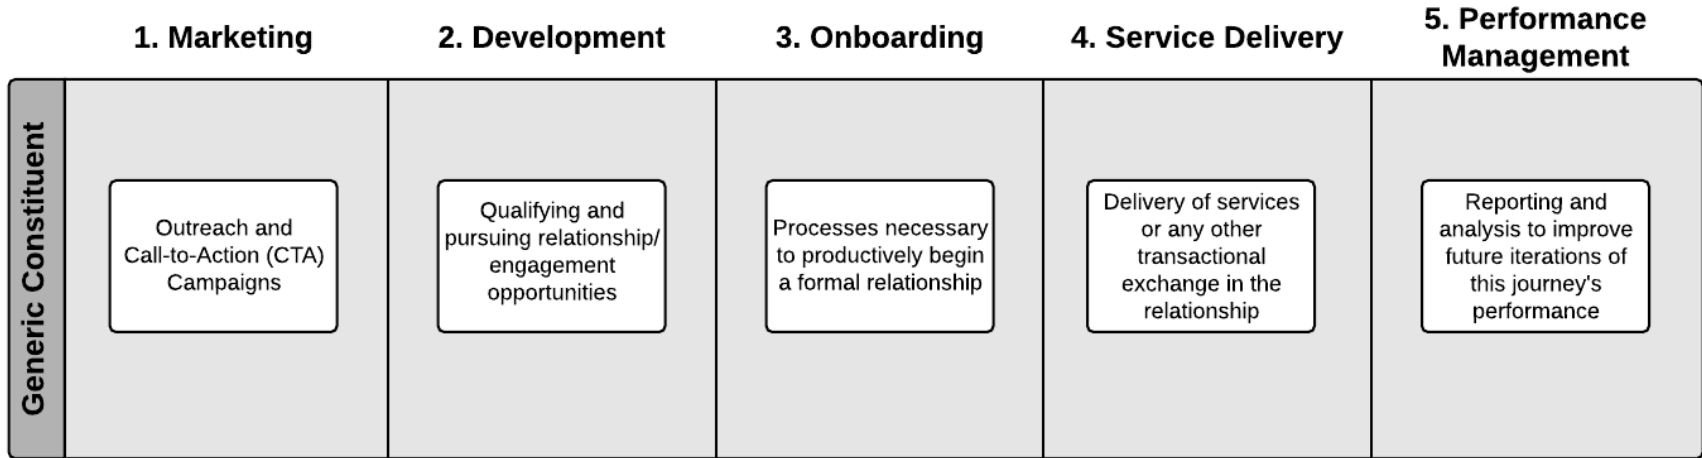 1. Marketing
2. Development
3. Onboarding
4. Service Delivery
5. Performance
Management
Generic Constituent
Outreach and
Call-to-Action (CTA)
Campaigns
Qualifying and
pursuing relationship/
engagement
opportunities
Processes necessary
to productively begin
a formal relationship
Delivery of services
or any other
transactional
exchange in the
relationship
Reporting and
analysis to improve
future iterations of
this journey's
performance